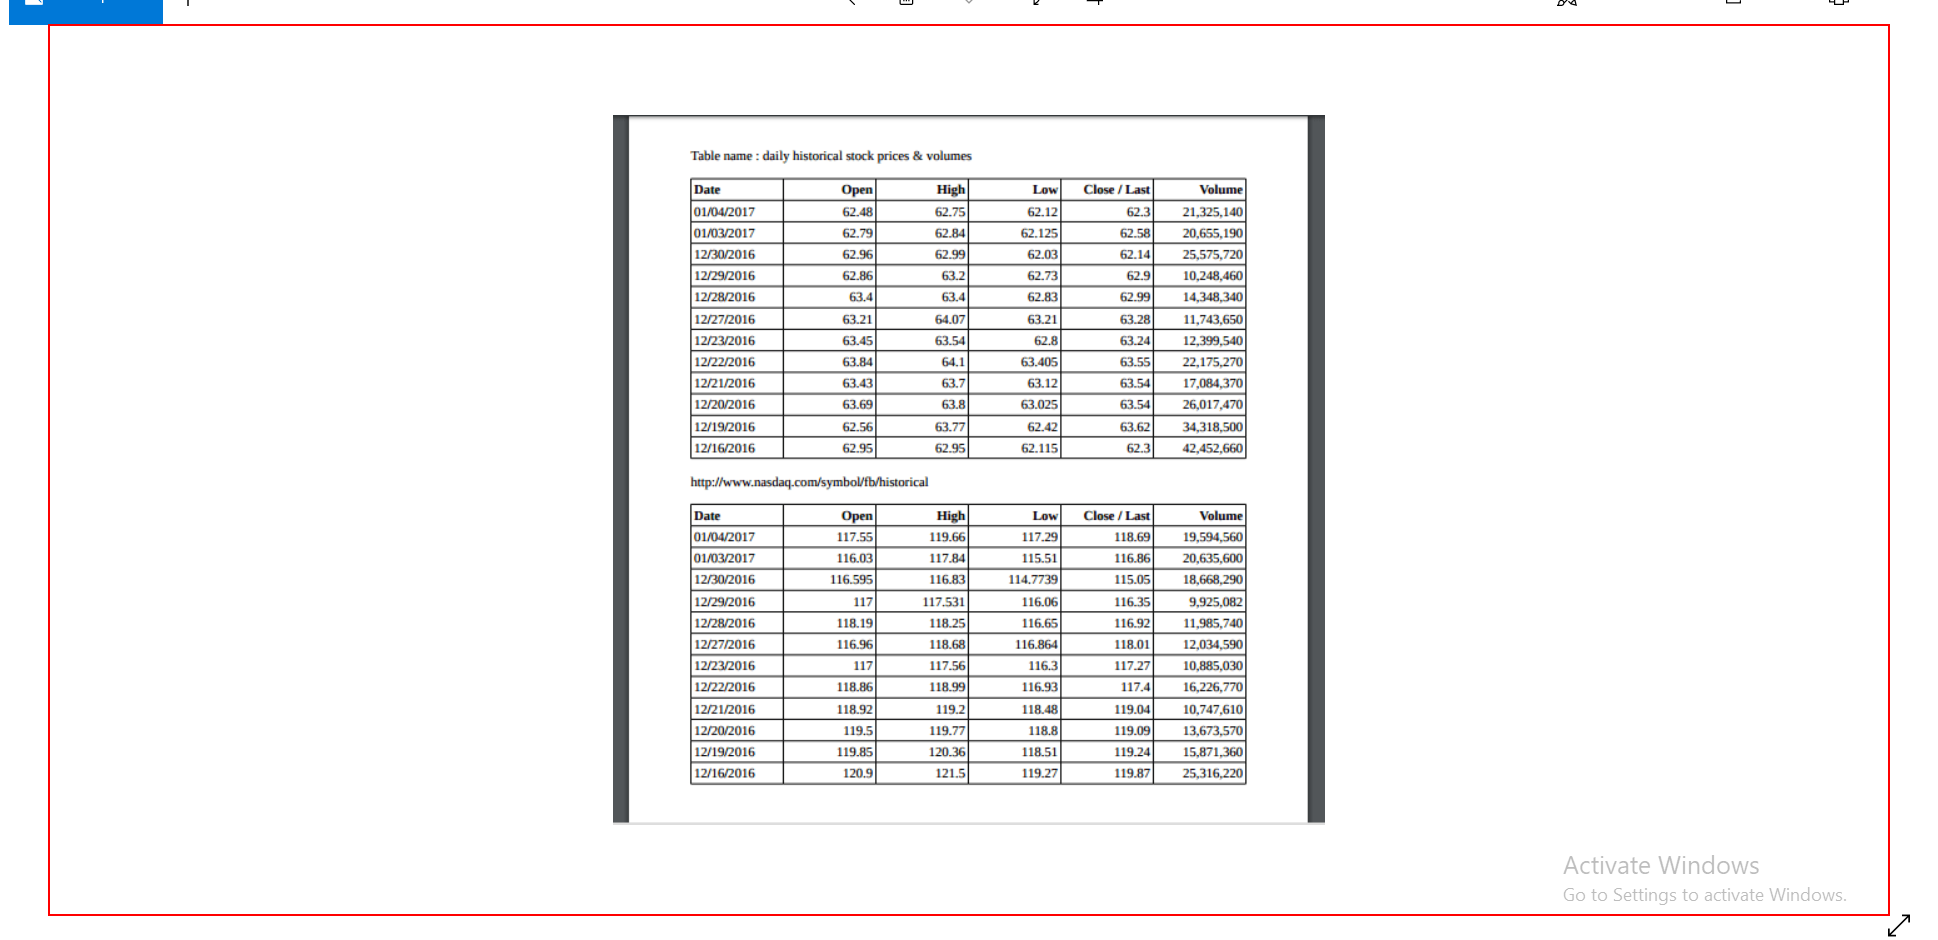 Table name : daily historical stock prices & volumes
Date Open High Low Close / Last Volume
01/04/2017 62.48 62.75 62.12 62.3 21,325,140
01/03/2017 62.79 62.84 62.125 62.58 20,655,190
12/30/2016 62.96 62.99 62.03 62.14 25,575,720
12/29/2016 62.86 63.2 62.73 62.9 10,248,460
12/28/2016 63.4 63.4 62.83 62.99 14,348,340
12/27/2016 63.21 64.07 63.21 63.28 11,743,650
12/23/2016 63.45 63.54 62.8 63.24 12,399,540
12/22/2016 63.84 64.1 63.405 63.55 22,175,270
12/21/2016 63.43 63.7 63.12 63.54 17,084,370
12/20/2016 63.69 63.8 63.025 63.54 26,017,470
12/19/2016 62.56 63.77 62.42 63.62 34,318,500
12/16/2016 62.95 62.95 62.115 62.3 42,452,660
http://www.nasdaq.com/symbol/fb/historical
Date Open High Low Close / Last Volume
01/04/2017 117.55 119.66 117.29 118.69 19,594,560
01/03/2017 116.03 117.84 115.51 116.86 20,635,600
12/30/2016 116.595 116.83 114.7739 115.05 18,668,290
12/29/2016 117 117.531 116.06 116.35 9,925,082
12/28/2016 118.19 118.25 116.65 116.92 11,985,740
12/27/2016 116.96 118.68 116.864 118.01 12,034,590
12/23/2016 117 117.56 116.3 117.27 10,885,030
12/22/2016 118.86 118.99 116.93 117.4 16,226,770
12/21/2016 118.92 119.2 118.48 119.04 10,747,610
12/20/2016 119.5 119.77 118.8 119.09 13,673,570
12/19/2016 119.85 120.36 118.51 119.24 15,871,360
12/16/2016 120.9 121.5 119.27 119.87 25,316,220
Activate Windows
Go to Settings to activate Windows.